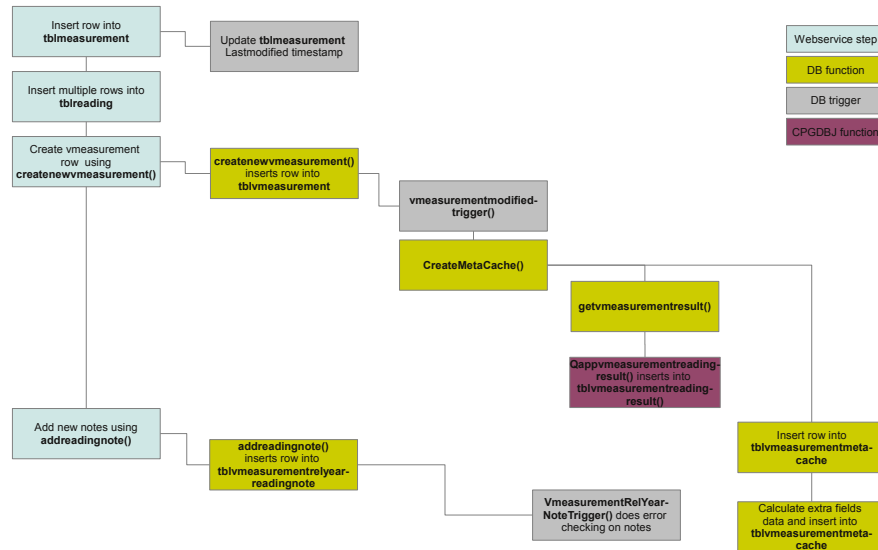 Insert row into
tblmeasurement
Update tblmeasurement
Lastmodified timestamp
Webservice step
DB function
DB trigger
CPGDBJ function
Insert multiple rows into
tblreading
Create vmeasurement
row using
createnewvmeasurement()
createnewvmeasurement()
inserts row into
tblvmeasurement
vmeasurementmodified-
trigger()
CreateMetaCache()
getvmeasurementresult()
Qappvmeasurementreading-
result() inserts into
tblvmeasurementreading-
result()
Add new notes using
addreadingnote()
addreadingnote()
inserts row into
tblvmeasurementrelyear-
readingnote
Insert row into
tblvmeasurementmeta-
cache
VmeasurementRelYear-
NoteTrigger() does error
checking on notes
Calculate extra fields
data and insert into
tblvmeasurementmeta-
cache